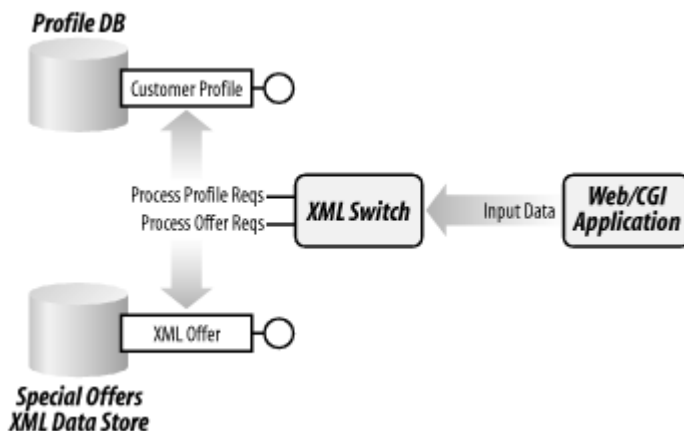 Profile DB
Customer Profile
Process Profile Reqs
Process Offer Reqs
XML Switch
Input Data
Web/CGI
Application
XML Offer
Special Offers
XML Data Store